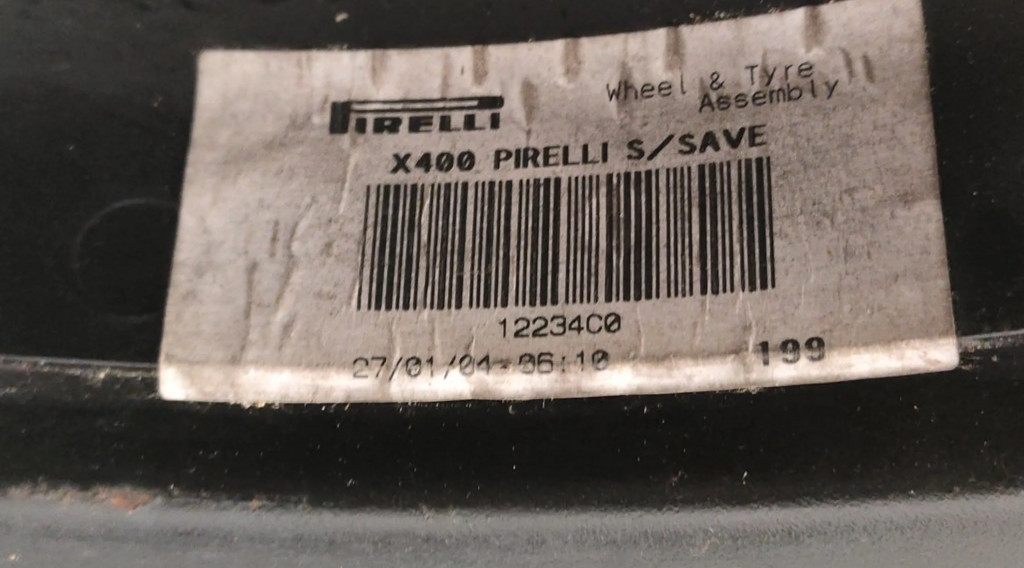 PIRELLI
Wheel & Tyre
Assembly
X400 PIRELLI S/SAVE
12234C0
27/01/04-06:10
199